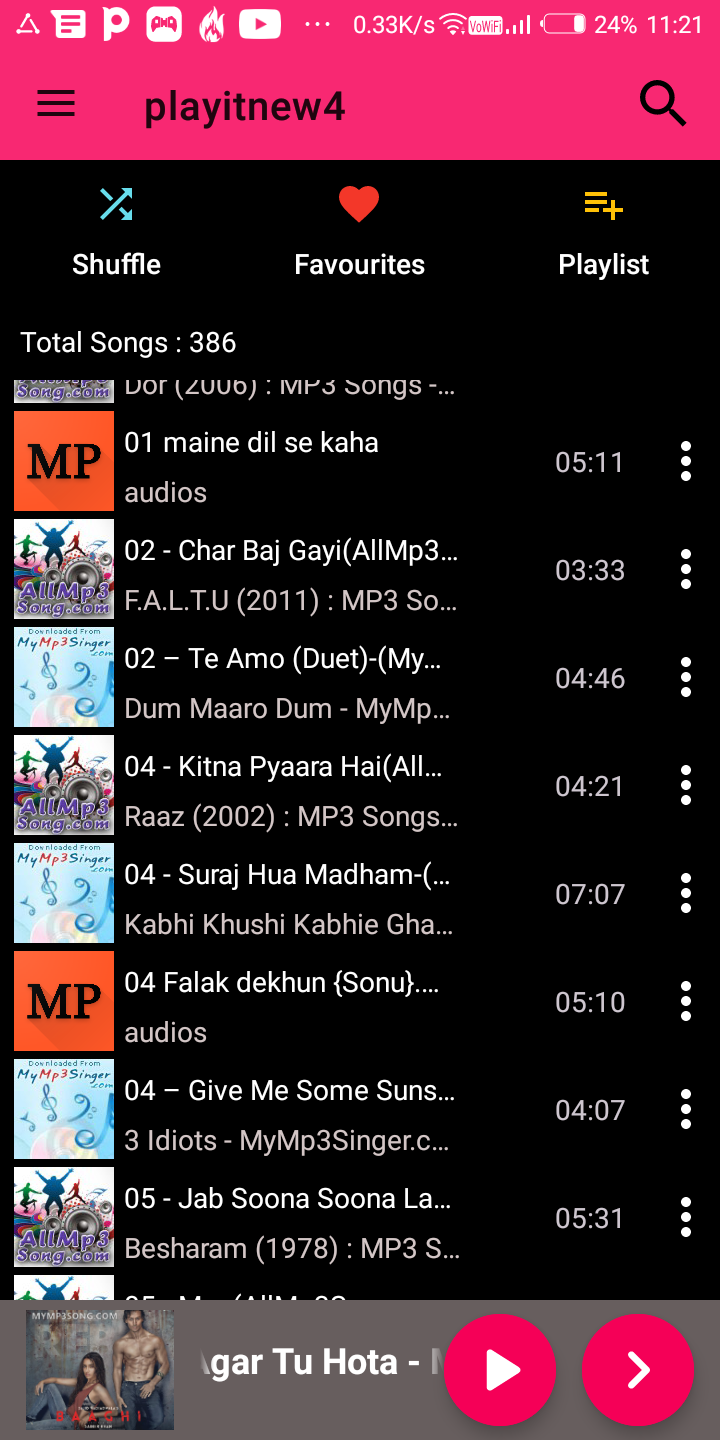 0.33K/s VoWiFi 24% 11:21
playitnew4
Shuffle Favourites Playlist
Total Songs : 386
Song.com
Dor (2006) : MP3 Songs -...
MP
01 maine dil se kaha
05:11
audios
02 - Char Baj Gayi(AllMp3...
03:33
AllMp3
Song.com
F.A.L.T.U (2011) : MP3 So...
Downloaded From
MyMp3Singer
.com
02 – Te Amo (Duet)-(My...
04:46
Dum Maaro Dum - MyMp...
04 - Kitna Pyaara Hai(All...
04:21
AllMp3
Song.com
Raaz (2002) : MP3 Songs...
Downloaded From
MyMp3Singer
.com
04 - Suraj Hua Madham-(...
07:07
Kabhi Khushi Kabhie Gha...
MP
04 Falak dekhun {Sonu}....
05:10
audios
Downloaded From
MyMp3Singer
.com
04 – Give Me Some Suns...
04:07
3 Idiots - MyMp3Singer.c...
05 - Jab Soona Soona La...
05:31
AllMp3
Song.com
Besharam (1978) : MP3 S...
MYMP3SONG.COM
BAAGHI
Agar Tu Hota -